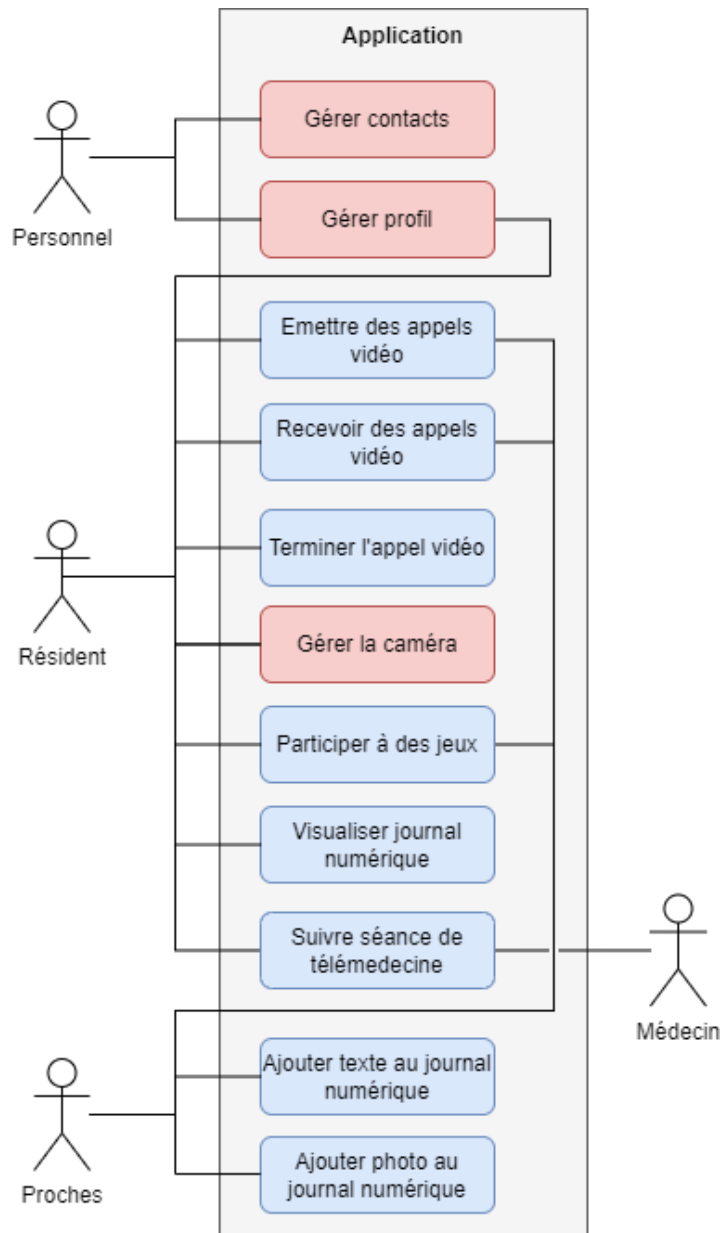 Application
Gérer contacts
Personnel
Gérer profil
Emettre des appels
vidéo
Recevoir des appels
vidéo
Terminer l'appel vidéo
Résident
Gérer la caméra
Participer à des jeux
Visualiser journal
numérique
Suivre séance de
télémedecine
Médecin
Ajouter texte au journal
numérique
Proches
Ajouter photo au
journal numérique